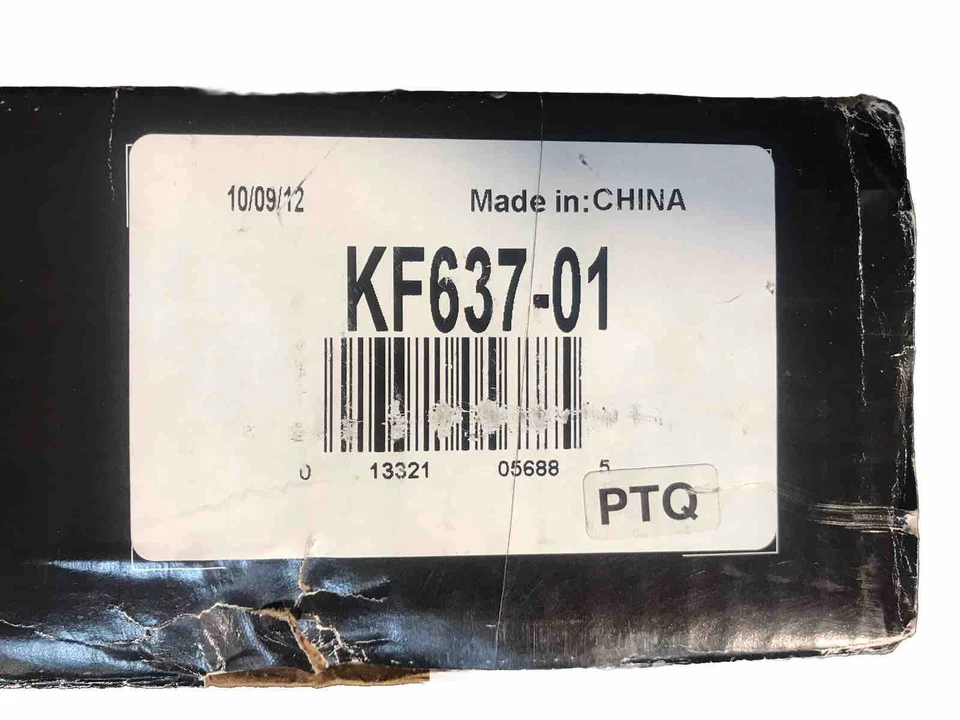 10/09/12 Made in: CHINA
KF637-01
0 13321 05688 5
PTQ